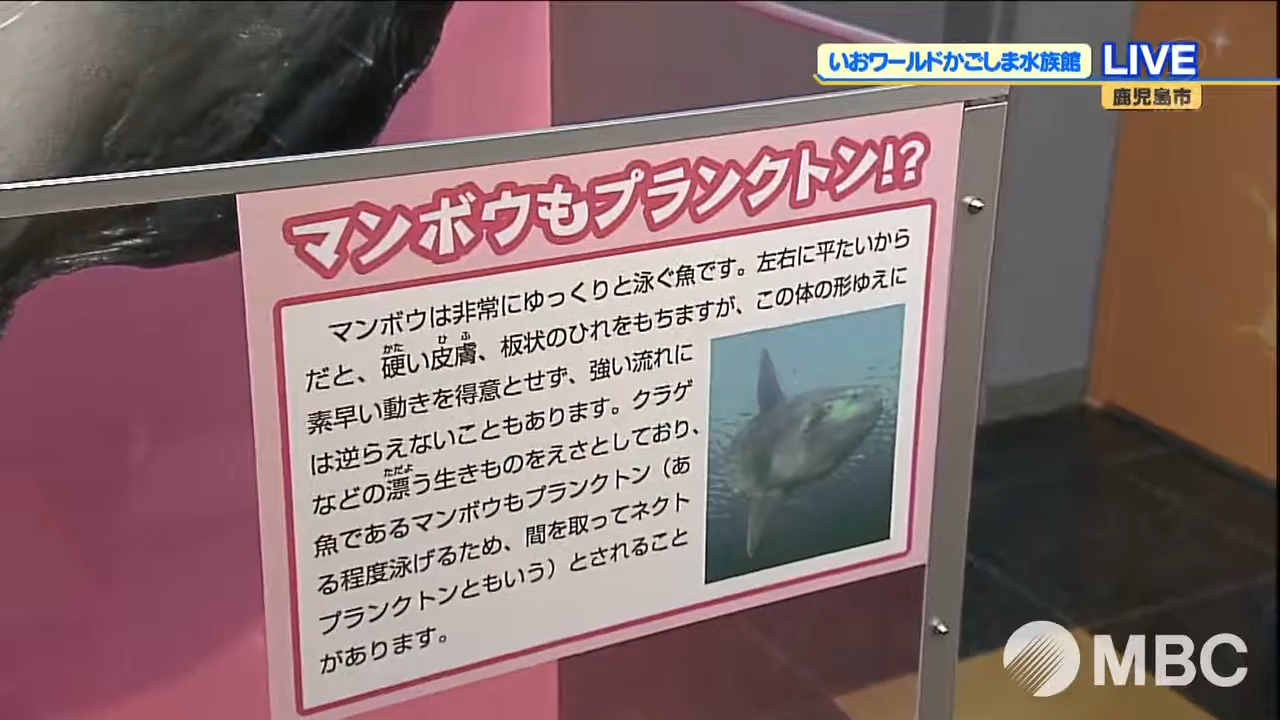 いおワールドかごしま水族館
LIVE
鹿児島市
マンボウもプランクトン!?
マンボウは非常にゆっくりと泳ぐ魚です。左右に平たいから
だと、硬い皮膚、板状のひれをもちますが、この体の形ゆえに
かた ひふ
素早い動きを得意とせず、強い流れに
は逆らえないこともあります。クラゲ
などの漂う生きものをえさとしており、
ただよ
魚であるマンボウもプランクトン（あ
る程度泳げるため、間を取ってネクト
プランクトンともいう）とされること
があります。
MBC